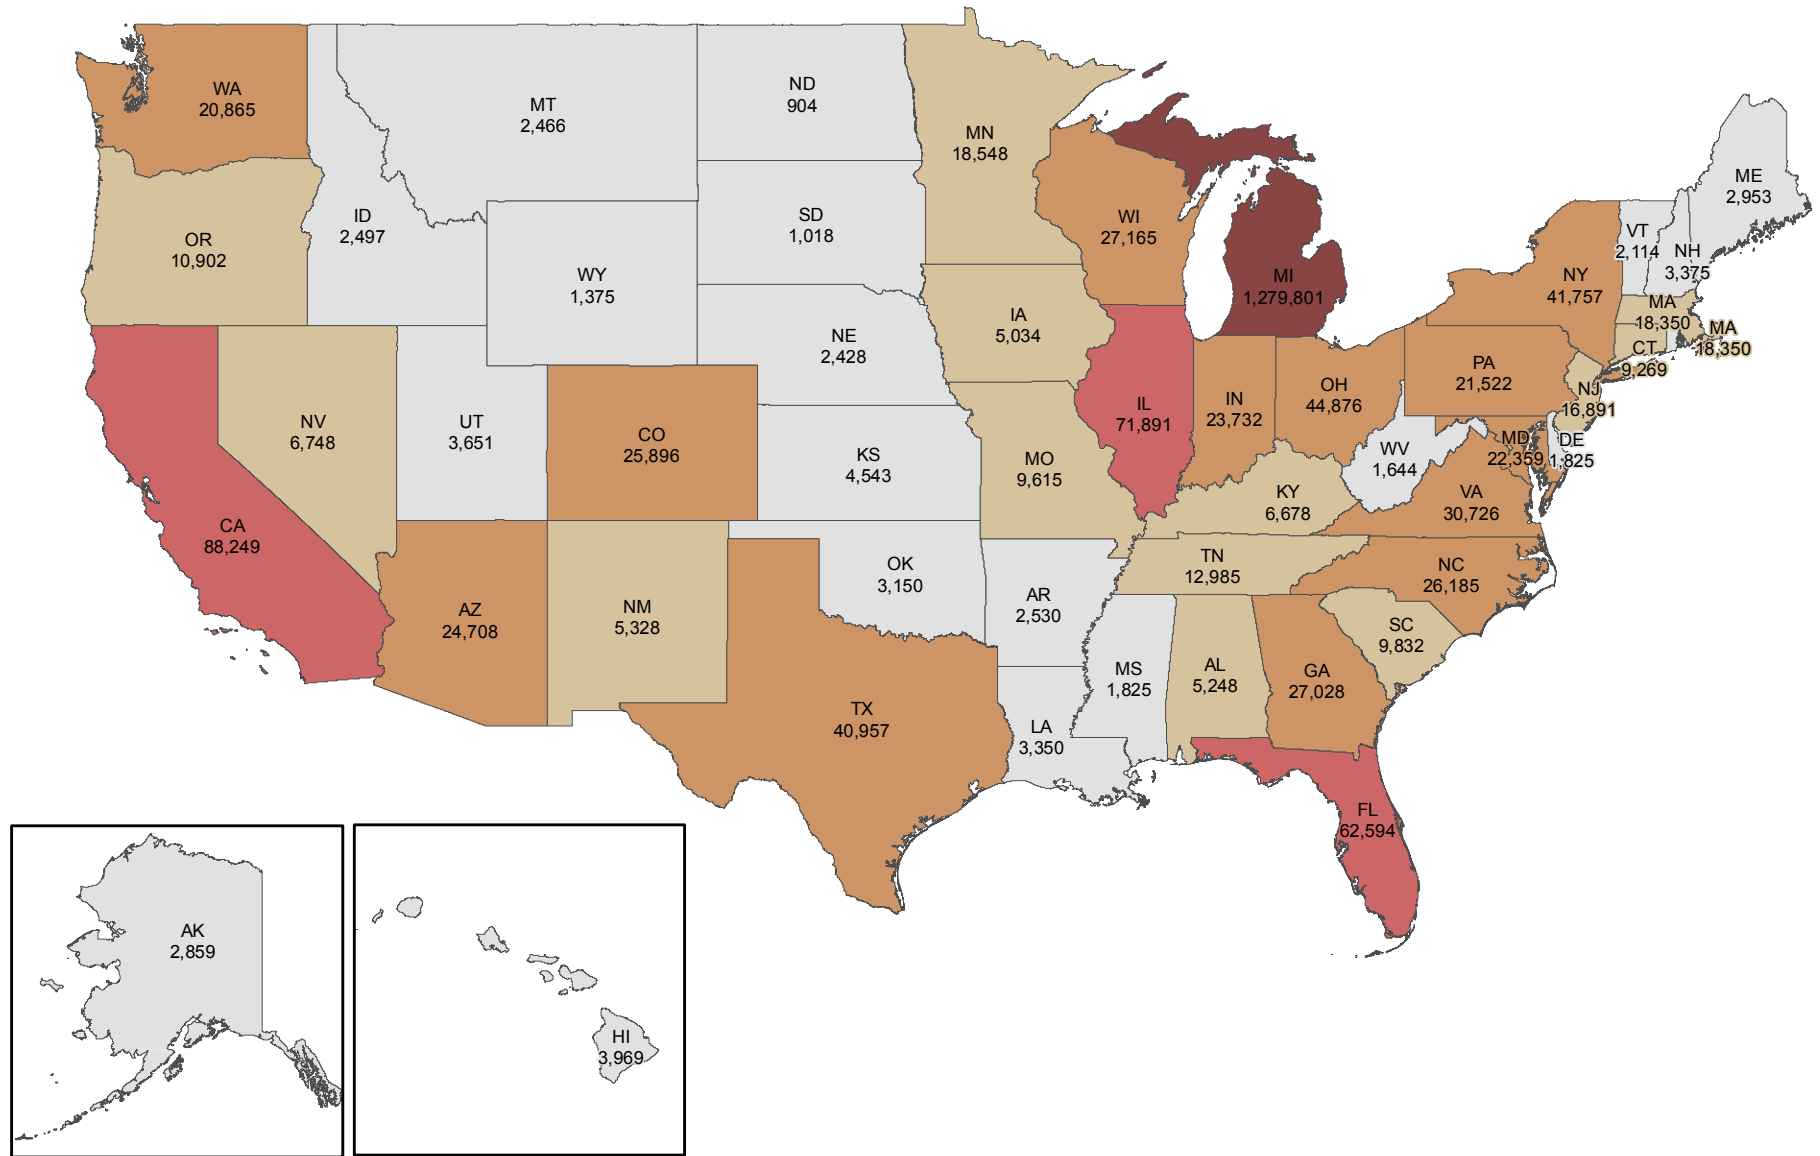 WA
20,865
MT
2,466
ND
904
MN
18,548
OR
10,902
ID
2,497
SD
1,018
WI
27,165
WY
1,375
MI
1,279,801
ME
2,953
VT
2,114
NH
3,375
NY
41,757
MA
18,350
MA
18,350
CT
9,269
IA
5,034
NE
2,428
PA
21,522
NJ
16,891
NV
6,748
UT
3,651
CO
25,896
KS
4,543
MO
9,615
IL
71,891
IN
23,732
OH
44,876
WV
1,644
MD
22,359
DE
1,825
KY
6,678
VA
30,726
CA
88,249
AZ
24,708
NM
5,328
OK
3,150
AR
2,530
TN
12,985
NC
26,185
SC
9,832
TX
40,957
LA
3,350
MS
1,825
AL
5,248
GA
27,028
FL
62,594
AK
2,859
HI
3,969